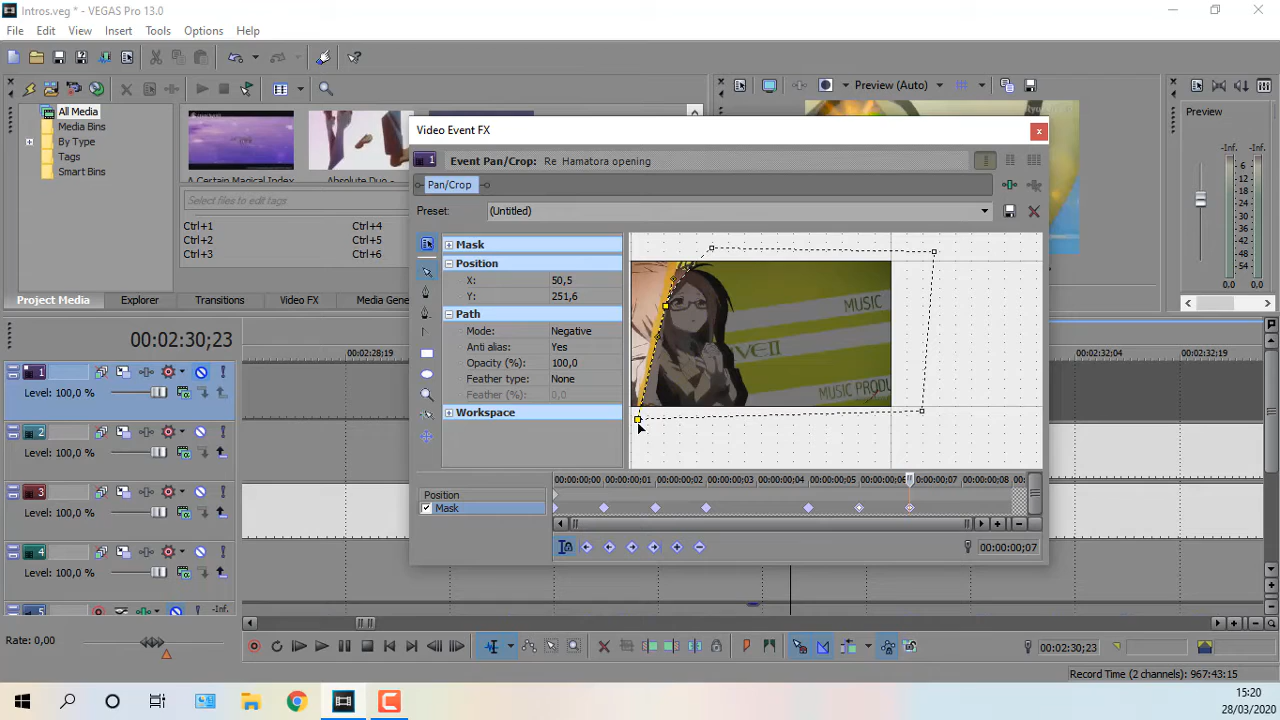 Intros.veg * - VEGAS Pro 13.0
File Edit View Insert Tools Options Help
Preview (Auto)
All Media
Media Bins
By Type
Tags
Smart Bins
A Certain Magical Index
Absolute Duo -
Select files to edit tags
Ctrl+1 Ctrl+4
Ctrl+2 Ctrl+5
Ctrl+3 Ctrl+6
Project Media Explorer Transitions Video FX Media Gene
Video Event FX
1 Event Pan/Crop: Re Hamatora opening
Pan/Crop
Preset: (Untitled)
Mask
Position
X: 50,5
Y: 251,6
Path
Mode: Negative
Anti alias: Yes
Opacity (%): 100,0
Feather type: None
Feather (%): 0,0
Workspace
MUSIC
MUSIC PRODU
00:00:00;00 00:00:00;01 00:00:00;02 00:00:00;03 00:00:00;04 00:00:00;05 00:00:00;06 00:00:00;07 00:00:00;08 00:
Position
Mask
00:00:00;07
Preview
-Inf. -Inf.
6
12
18
24
30
36
42
48
54
0.0 0.0
00:02:30;23
00:02:28;19
00:02:32;04 00:02:32;19
1
Level: 100,0 %
2
Level: 100,0 %
3
Level: 100,0 %
4
Level: 100,0 %
5
-Inf.
Rate: 0,00
00:02:30;23
Record Time (2 channels): 967:43:15
15:20
28/03/2020